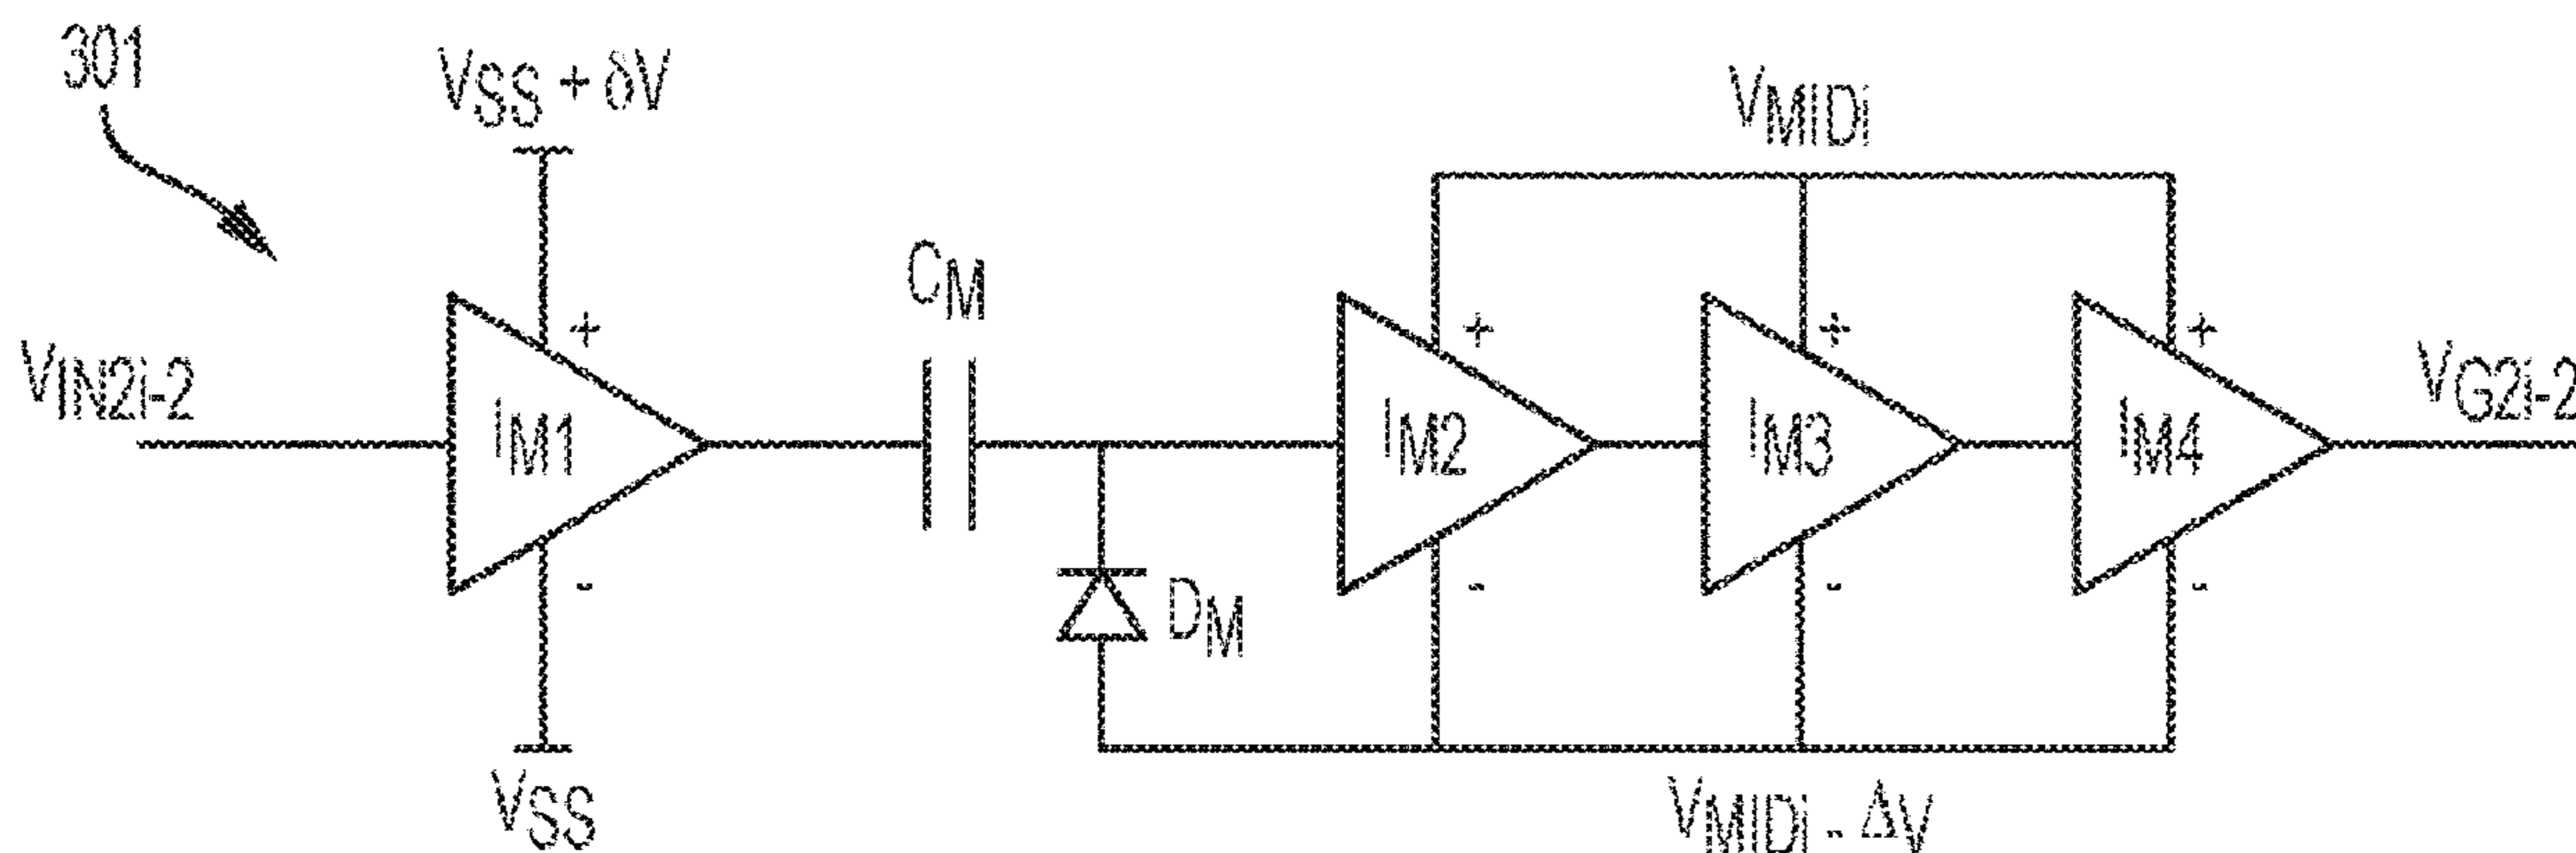 301
VSS + δV
VMIDi
CM
+
+
+
+
VIN2i-2
IM1
IM2
IM3
IM4
VG2i-2
-
-
-
-
DM
VSS
VMIDi - ΔV